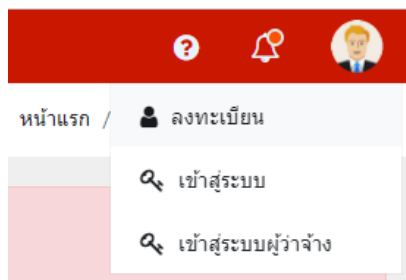 หน้าแรก /
ลงทะเบียน
เข้าสู่ระบบ
เข้าสู่ระบบผู้ว่าจ้าง